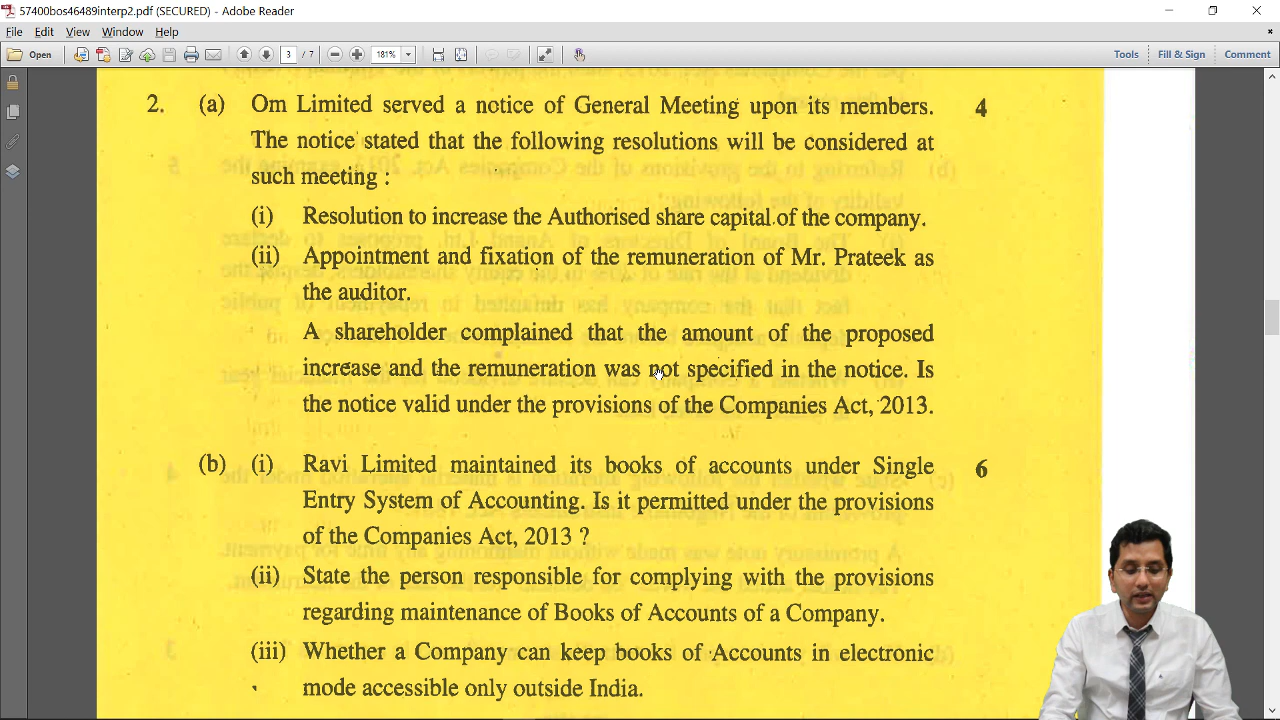 57400bos46489interp2.pdf (SECURED) - Adobe Reader
File Edit View Window Help
Open 3 / 7 181% Tools Fill & Sign Comment
2. (a) Om Limited served a notice of General Meeting upon its members. 4
The notice stated that the following resolutions will be considered at
such meeting :
(i) Resolution to increase the Authorised share capital of the company.
(ii) Appointment and fixation of the remuneration of Mr. Prateek as
the auditor.
A shareholder complained that the amount of the proposed
increase and the remuneration was not specified in the notice. Is
the notice valid under the provisions of the Companies Act, 2013.
(b) (i) Ravi Limited maintained its books of accounts under Single 6
Entry System of Accounting. Is it permitted under the provisions
of the Companies Act, 2013 ?
(ii) State the person responsible for complying with the provisions
regarding maintenance of Books of Accounts of a Company.
(iii) Whether a Company can keep books of Accounts in electronic
mode accessible only outside India.